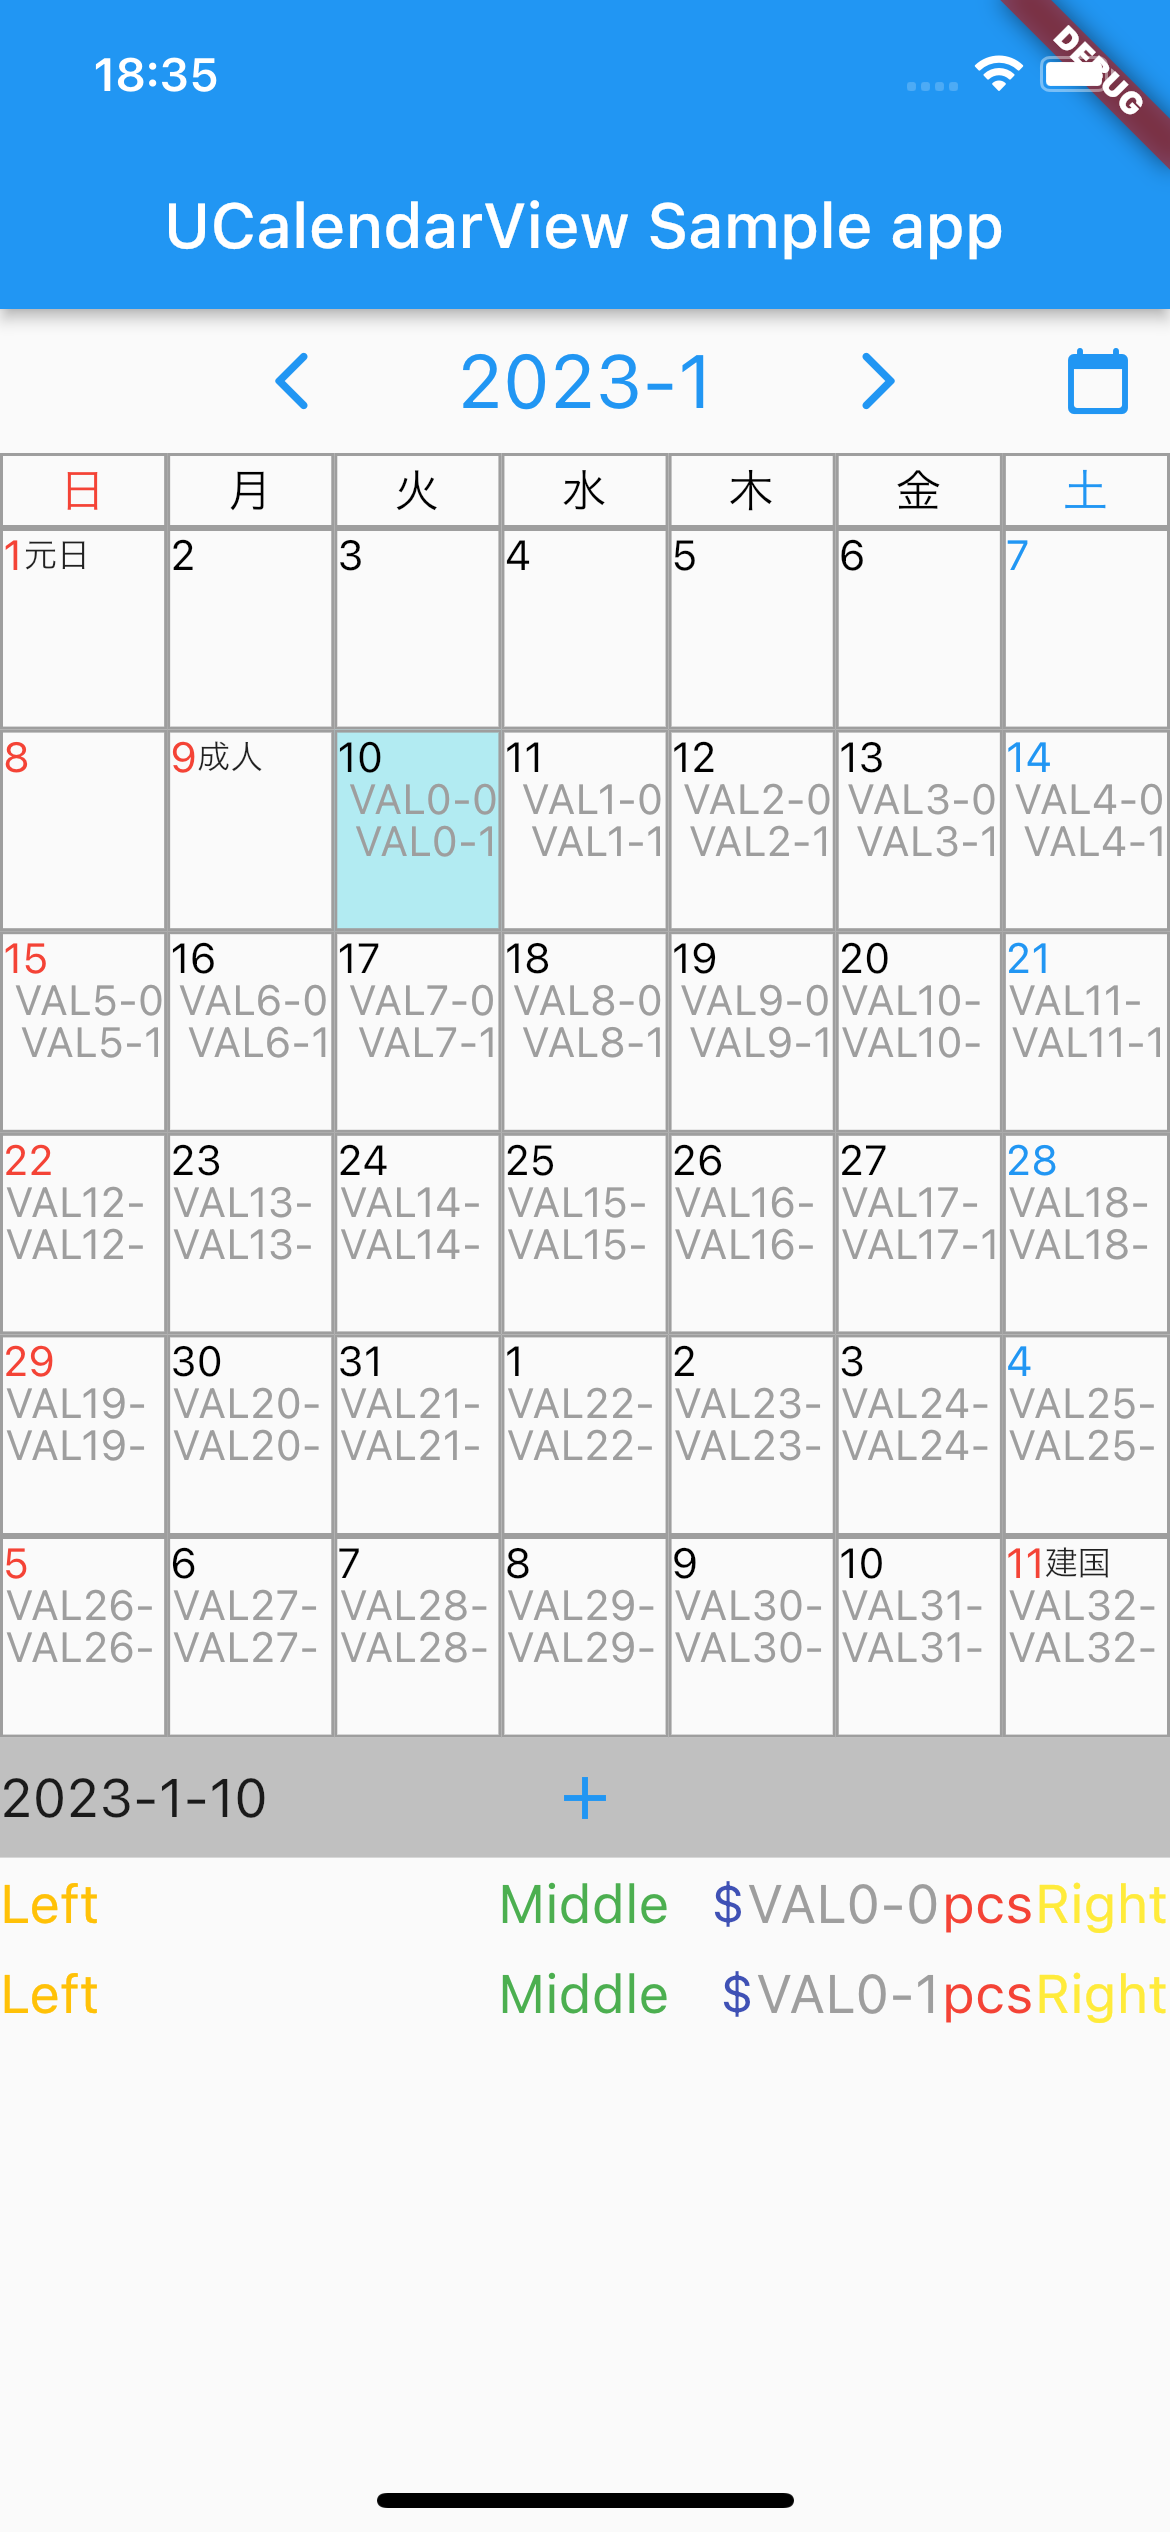 18:35
DEBUG
UCalendarView Sample app
2023-1
日 月 火 水 木 金 土
1元日 2 3 4 5 6 7
8 9成人 10 11 12 13 14
VAL0-0 VAL1-0 VAL2-0 VAL3-0 VAL4-0
VAL0-1 VAL1-1 VAL2-1 VAL3-1 VAL4-1
15 16 17 18 19 20 21
VAL5-0 VAL6-0 VAL7-0 VAL8-0 VAL9-0 VAL10- VAL11-
VAL5-1 VAL6-1 VAL7-1 VAL8-1 VAL9-1 VAL10- VAL11-1
22 23 24 25 26 27 28
VAL12- VAL13- VAL14- VAL15- VAL16- VAL17- VAL18-
VAL12- VAL13- VAL14- VAL15- VAL16- VAL17-1 VAL18-
29 30 31 1 2 3 4
VAL19- VAL20- VAL21- VAL22- VAL23- VAL24- VAL25-
VAL19- VAL20- VAL21- VAL22- VAL23- VAL24- VAL25-
5 6 7 8 9 10 11建国
VAL26- VAL27- VAL28- VAL29- VAL30- VAL31- VAL32-
VAL26- VAL27- VAL28- VAL29- VAL30- VAL31- VAL32-
2023-1-10 +
Left Middle $VAL0-0pcsRight
Left Middle $VAL0-1pcsRight